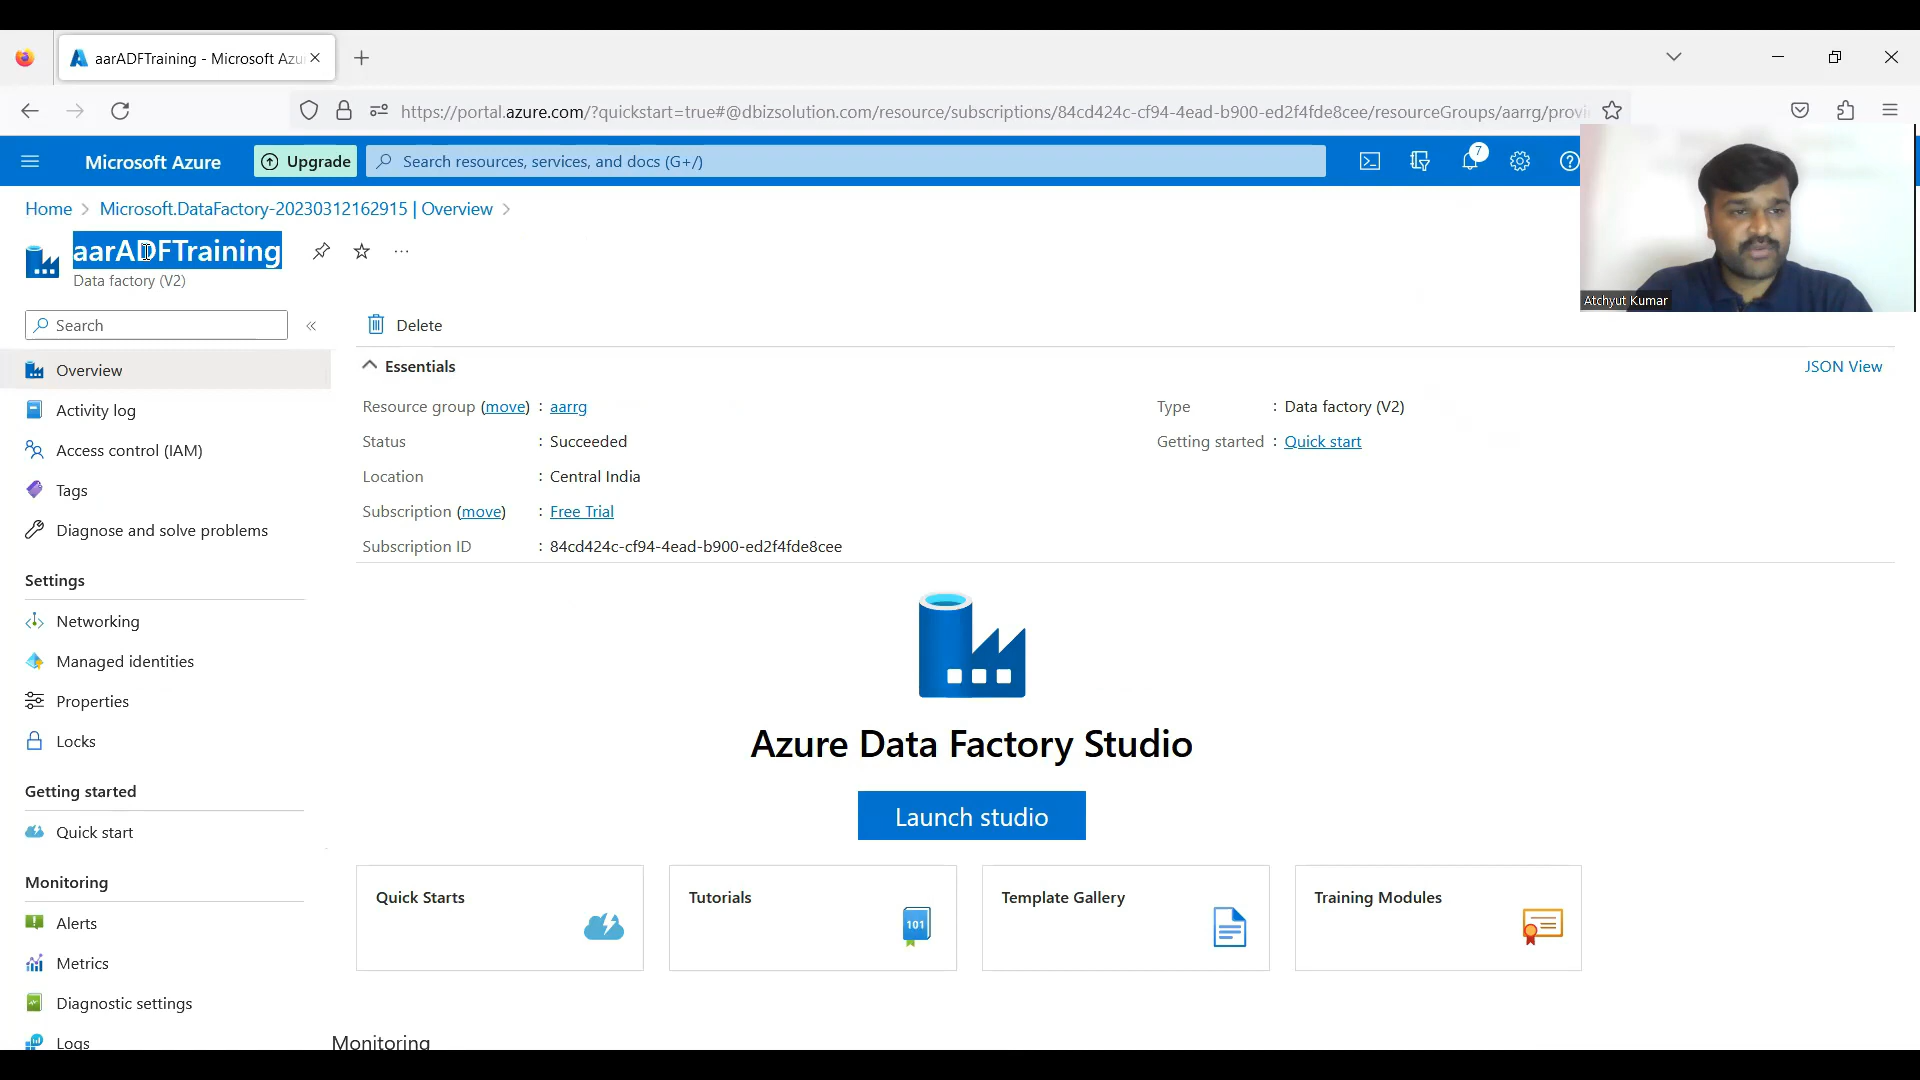 aarADFTraining - Microsoft Azu
https://portal.azure.com/?quickstart=true#@dbizsolution.com/resource/subscriptions/84cd424c-cf94-4ead-b900-ed2f4fde8cee/resourceGroups/aarrg/provi
Microsoft Azure
Upgrade
Search resources, services, and docs (G+/)
7
Home
Microsoft.DataFactory-20230312162915 | Overview
aarADFTraining
Data factory (V2)
Atchyut Kumar
Search
Delete
Essentials
JSON View
Overview
Activity log
Access control (IAM)
Tags
Diagnose and solve problems
Settings
Networking
Managed identities
Properties
Locks
Getting started
Quick start
Monitoring
Alerts
Metrics
Diagnostic settings
Logs
Resource group (move) : aarrg
Status : Succeeded
Location : Central India
Subscription (move) : Free Trial
Subscription ID : 84cd424c-cf94-4ead-b900-ed2f4fde8cee
Type : Data factory (V2)
Getting started : Quick start
Azure Data Factory Studio
Launch studio
Quick Starts
Tutorials
101
Template Gallery
Training Modules
Monitoring